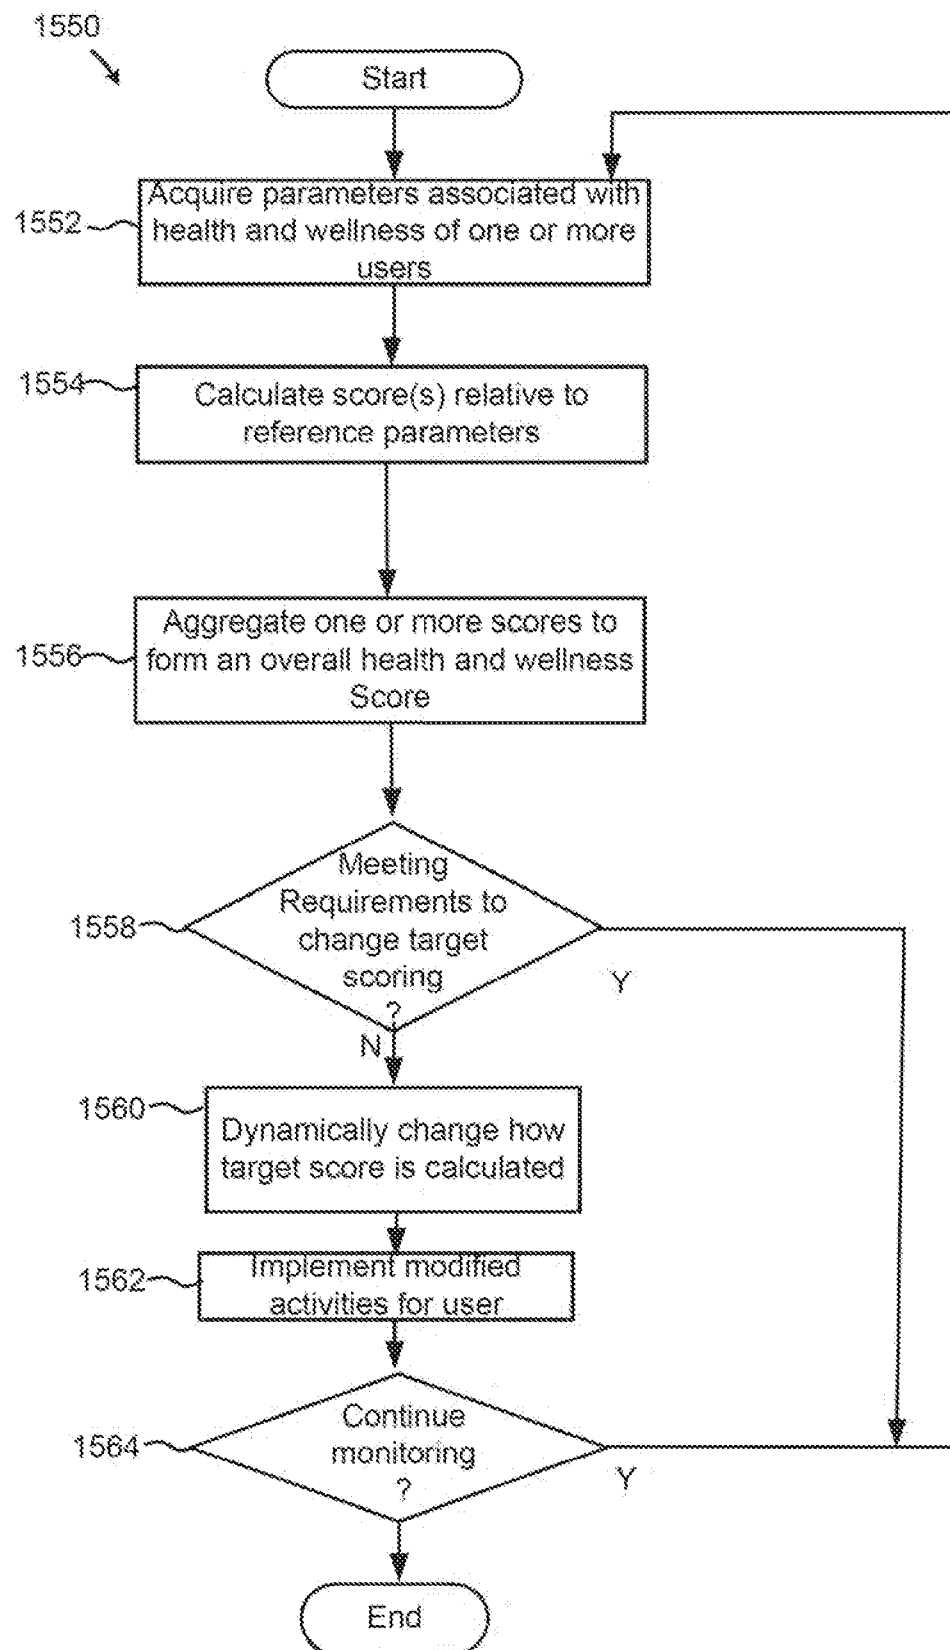 1550
Start
1552
Acquire parameters associated with
health and wellness of one or more
users
1554
Calculate score(s) relative to
reference parameters
1556
Aggregate one or more scores to
form an overall health and wellness
Score
1558
Meeting
Requirements to
change target
scoring
?
Y
N
1560
Dynamically change how
target score is calculated
1562
Implement modified
activities for user
1564
Continue
monitoring
?
Y
End